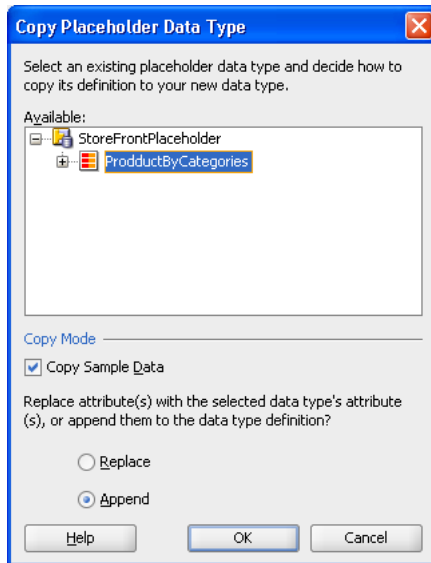 Copy Placeholder Data Type
Select an existing placeholder data type and decide how to
copy its definition to your new data type.
Available:
StoreFrontPlaceholder
ProdductByCategories
Copy Mode
Copy Sample Data
Replace attribute(s) with the selected data type's attribute
(s), or append them to the data type definition?
Replace
Append
Help OK Cancel